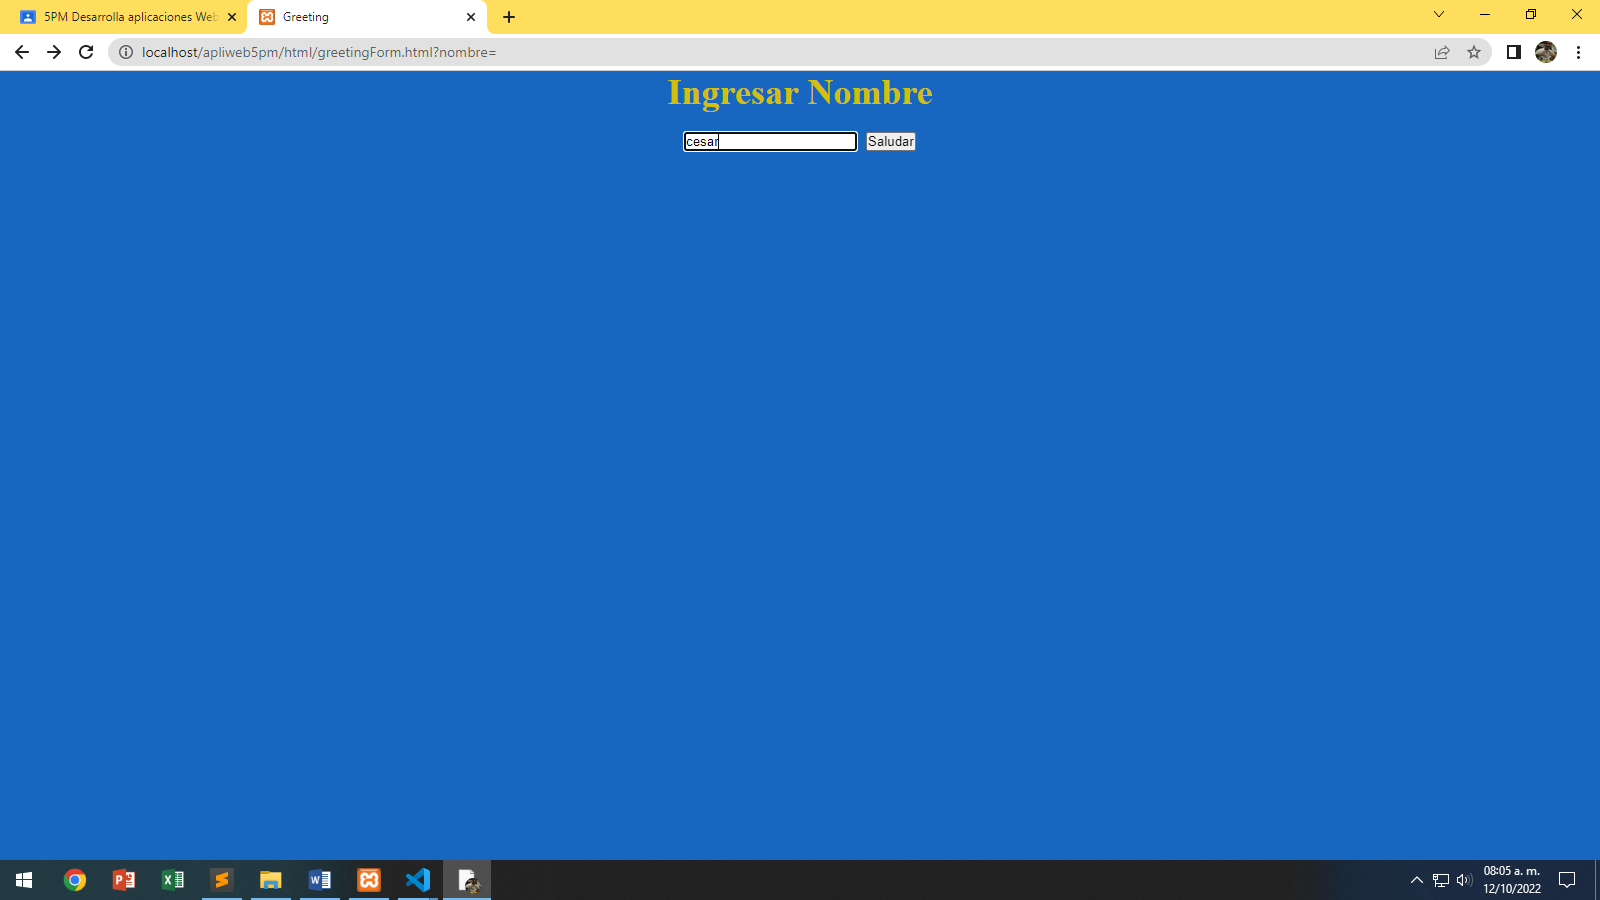 5PM Desarrolla aplicaciones Web
Greeting
localhost/apliweb5pm/html/greetingForm.html?nombre=
Ingresar Nombre
cesar Saludar
08:05 a. m.
12/10/2022